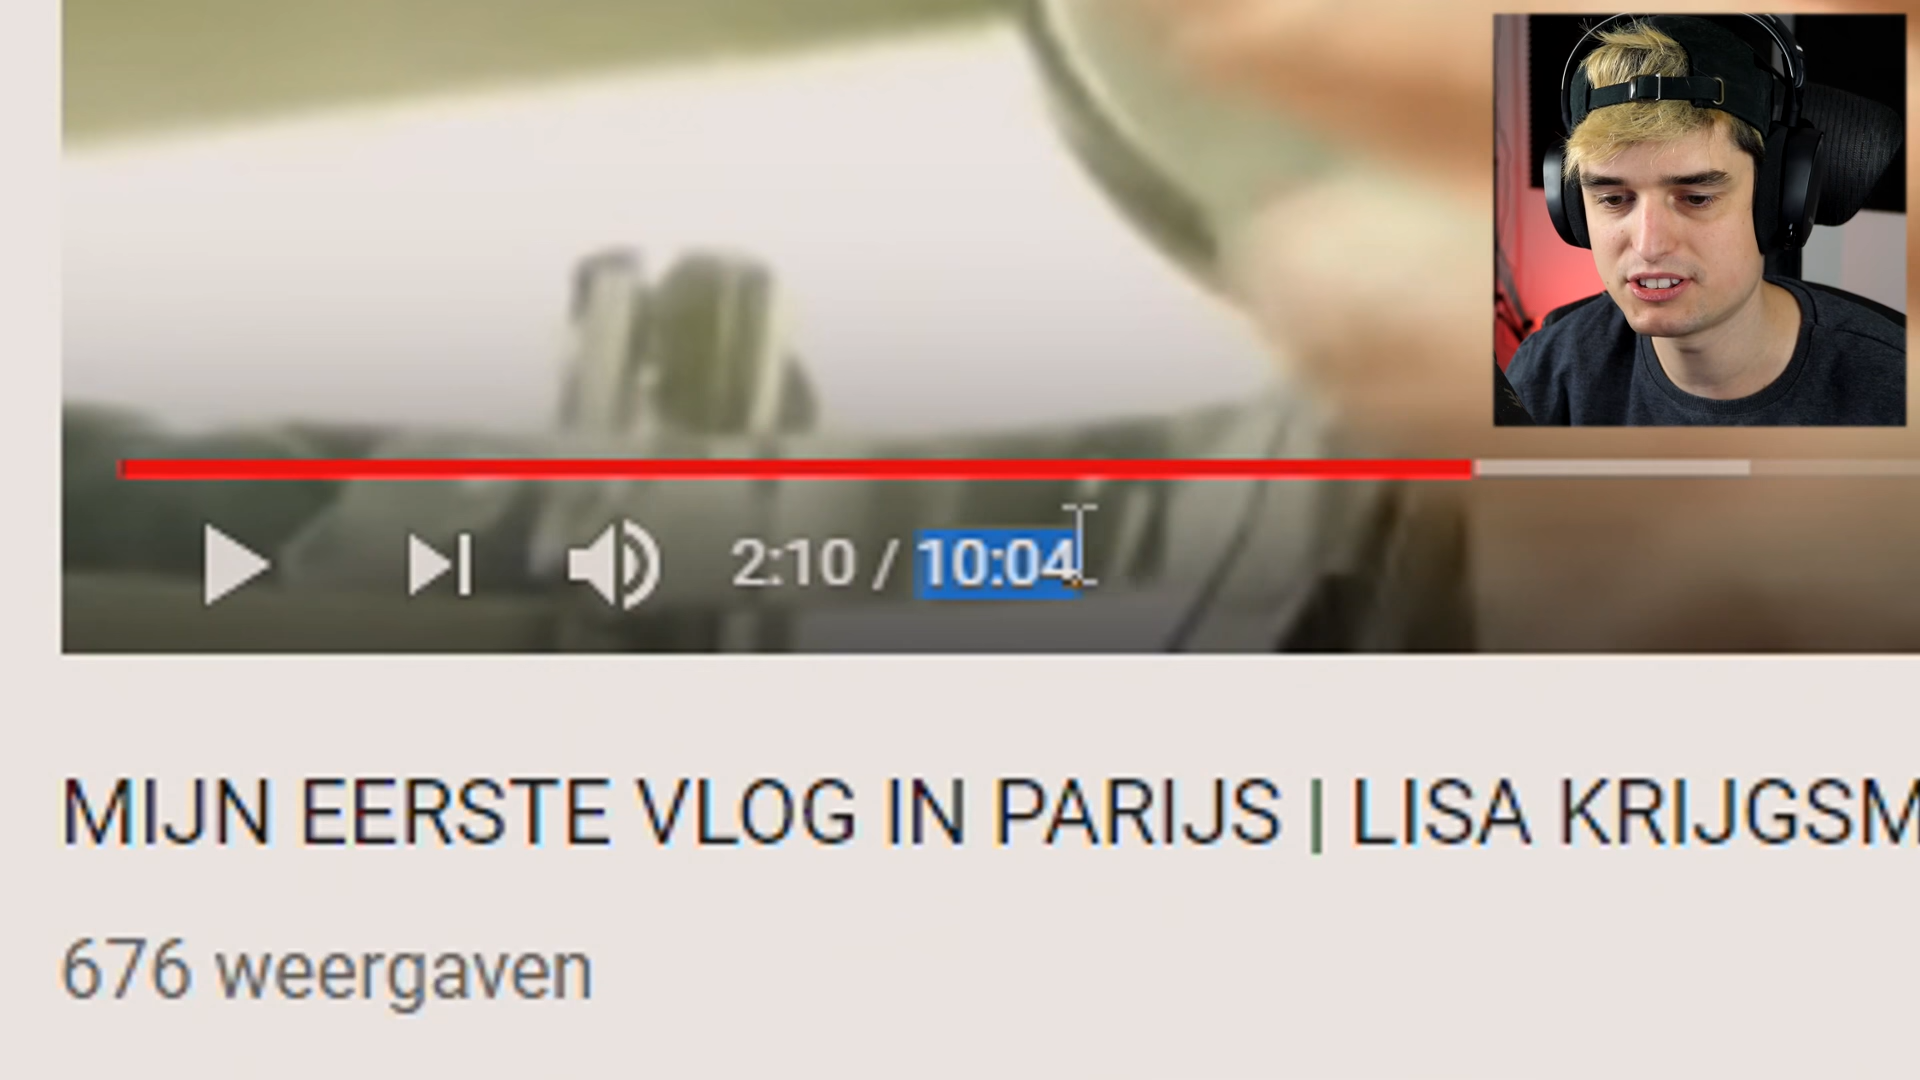 2:10 / 10:04
MIJN EERSTE VLOG IN PARIJS | LISA KRIJGSM
676 weergaven